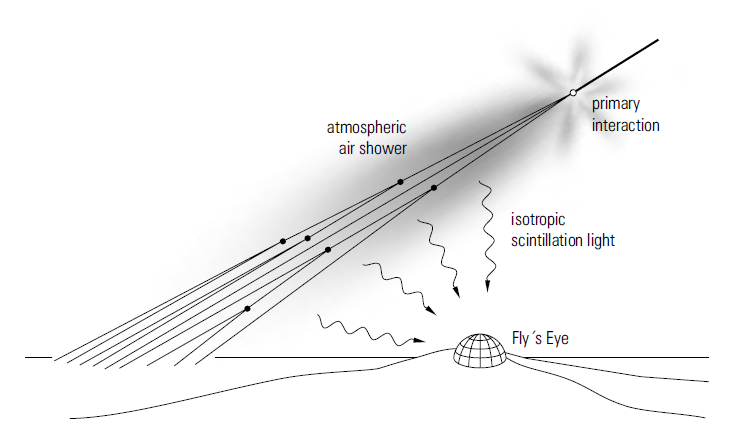 primary
interaction
atmospheric
air shower
isotropic
scintillation light
Fly´s Eye